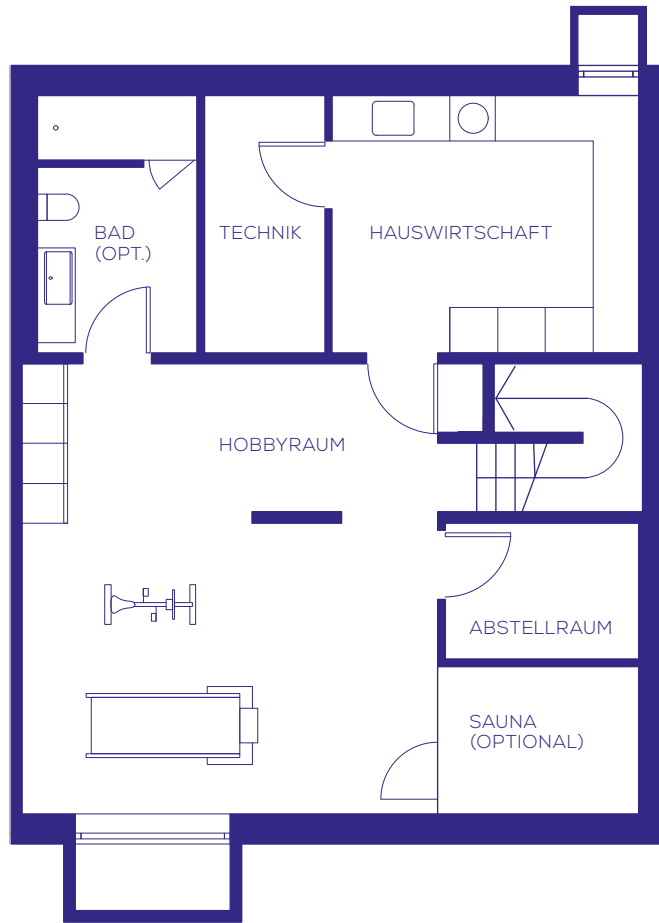 BAD
(OPT.)
TECHNIK
HAUSWIRTSCHAFT
HOBBYRAUM
ABSTELLRAUM
SAUNA
(OPTIONAL)